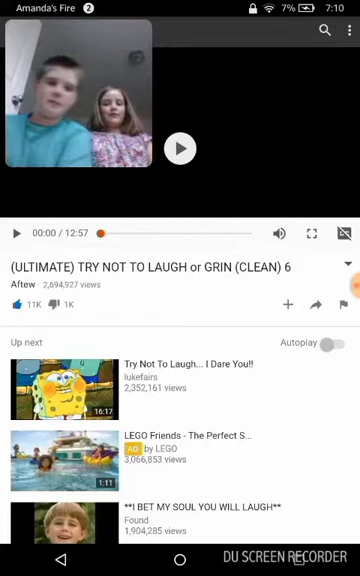 Amanda's Fire 2 7% 7:10
00:00 / 12:57
(ULTIMATE) TRY NOT TO LAUGH or GRIN (CLEAN) 6
Aftew 2,694,927 views
11K 1K
Up next Autoplay
Try Not To Laugh... I Dare You!!
lukefairs
2,352,161 views
16:17
LEGO Friends - The Perfect S...
AD by LEGO
3,066,853 views
1:11
**I BET MY SOUL YOU WILL LAUGH**
Found
1,904,285 views
DU SCREEN RECORDER